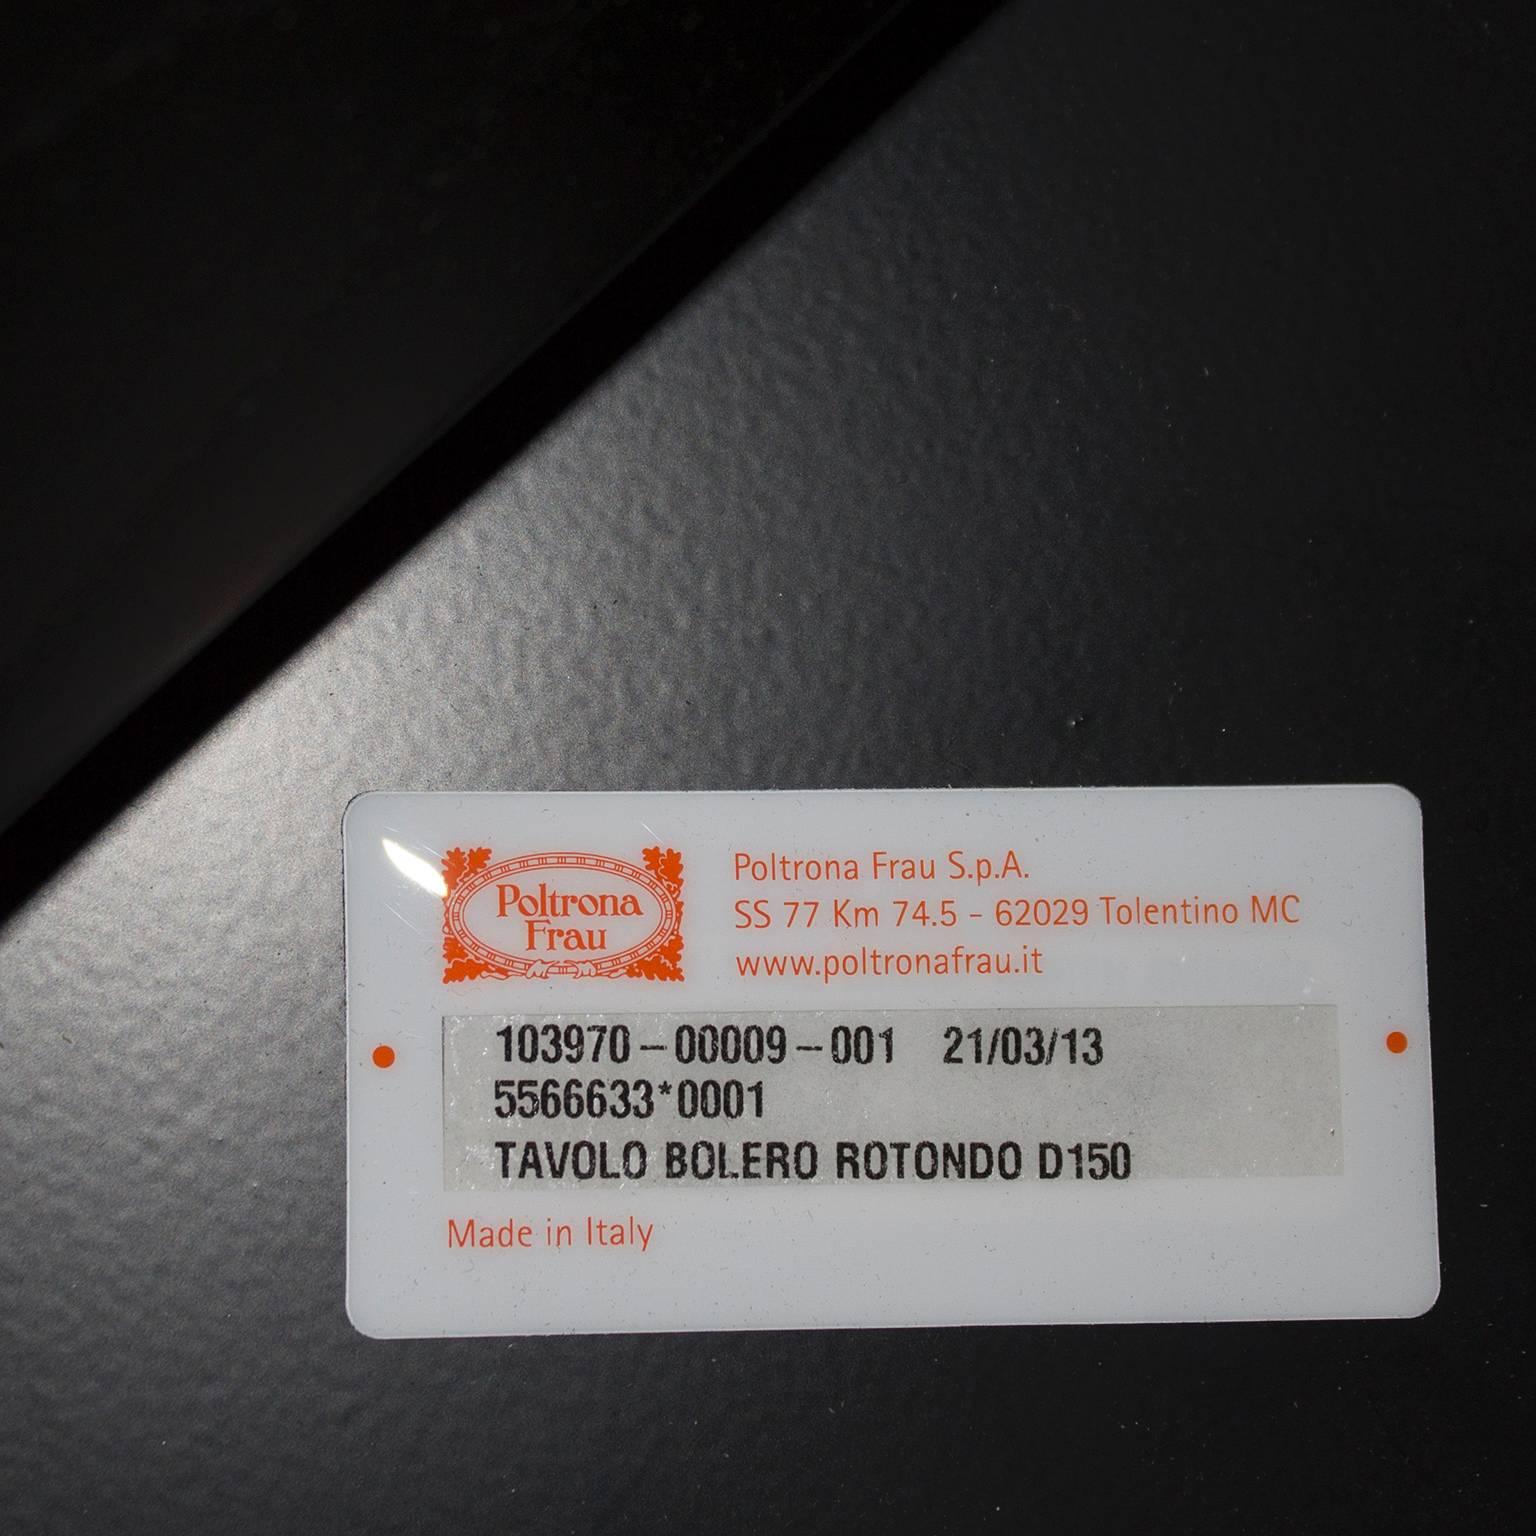 Poltrona
Frau
Poltrona Frau S.p.A.
SS 77 Km 74.5 - 62029 Tolentino MC
www.poltronafrau.it
103970-00009-001 21/03/13
5566633*0001
TAVOLO BOLERO ROTONDO D150
Made in Italy